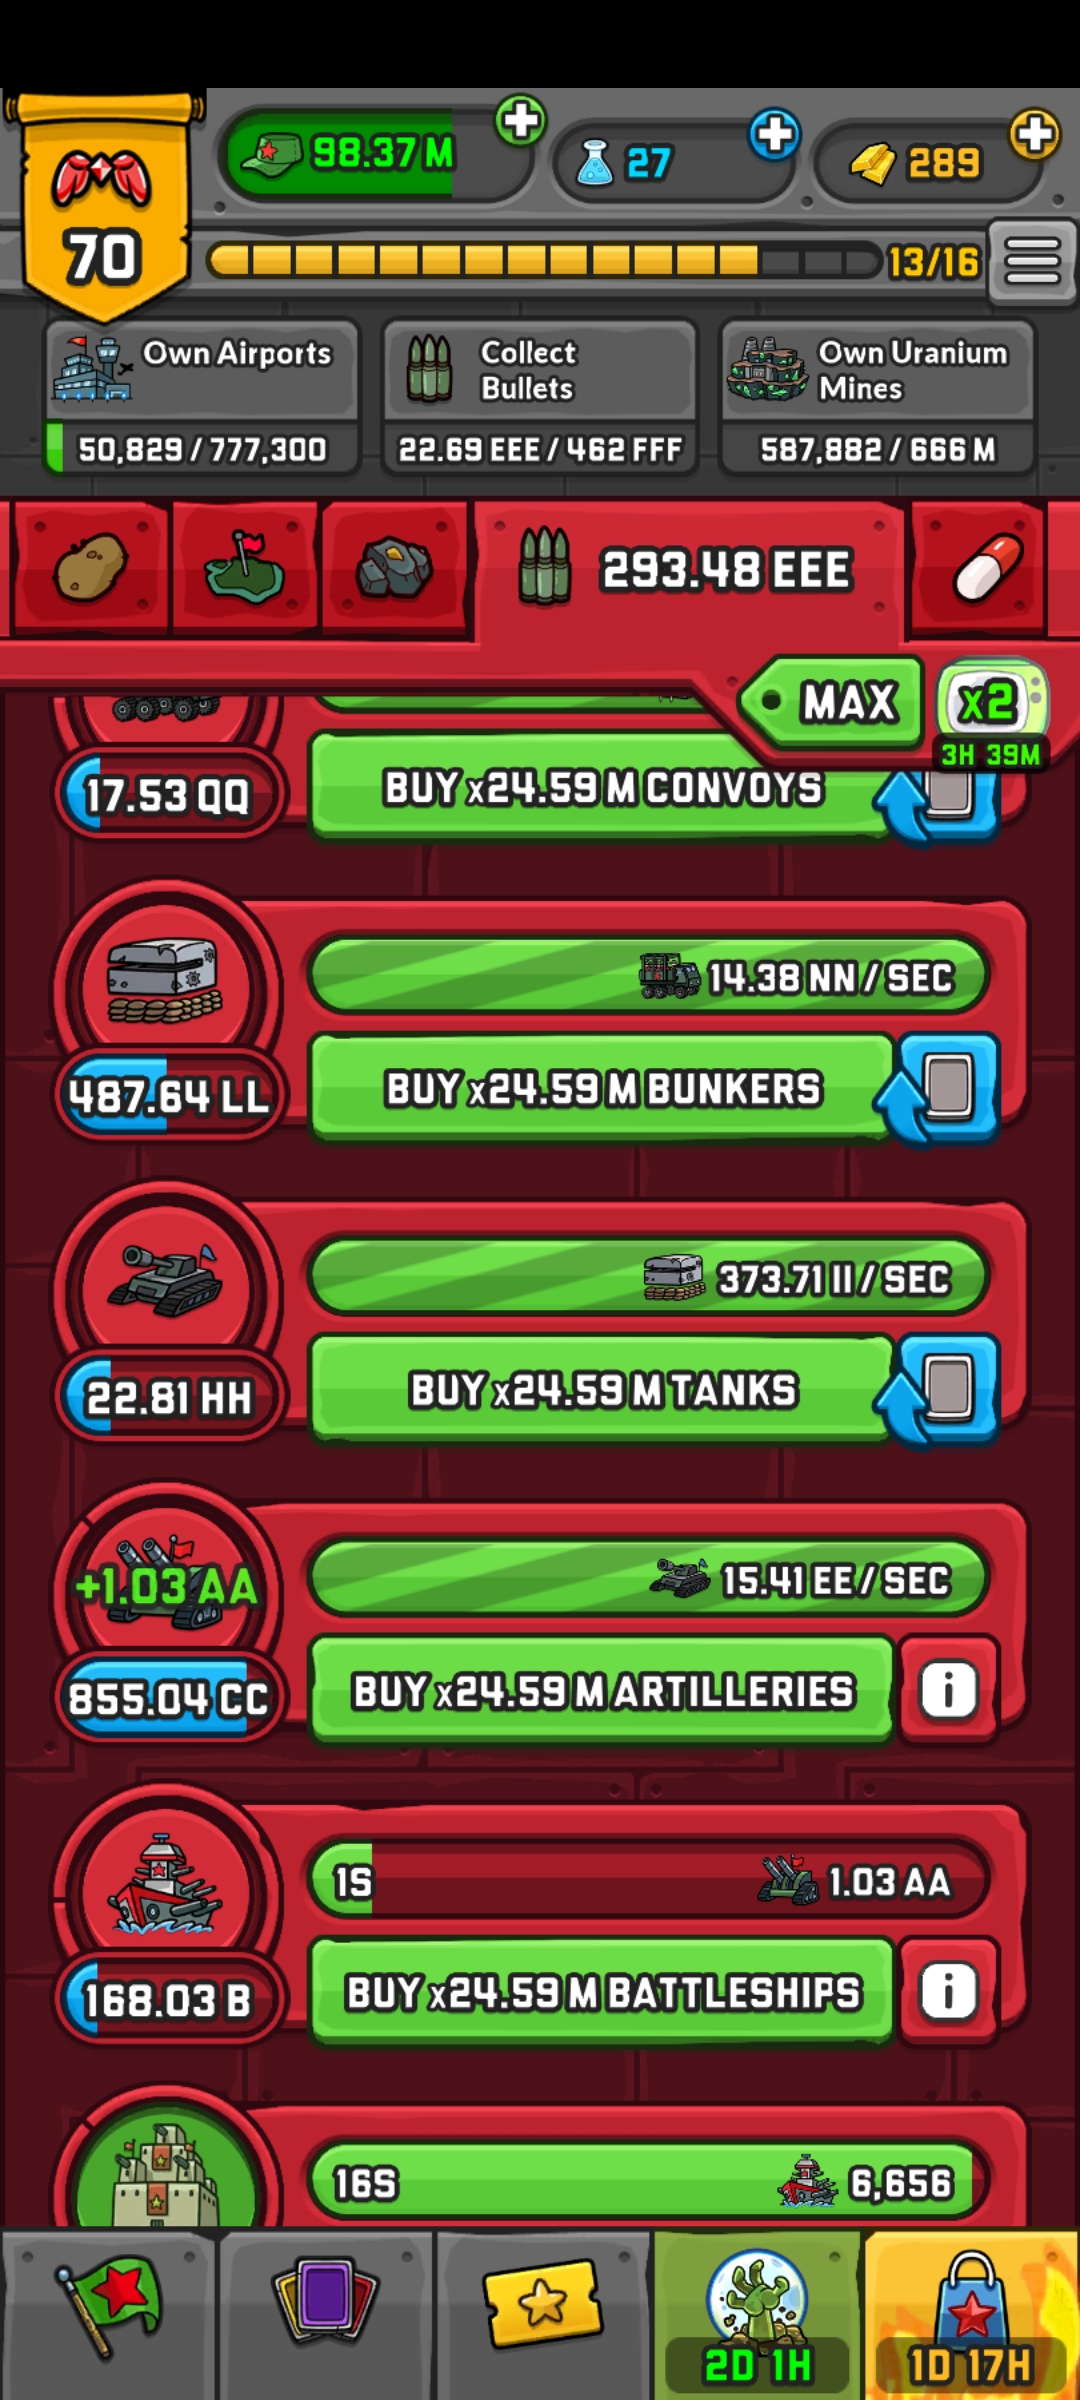 98.37 M
27
289
70
13/16
Own Airports
50,829 / 777,300
Collect
Bullets
22.69 EEE / 462 FFF
Own Uranium
Mines
587,882 / 666 M
293.48 EEE
MAX
x2
3H 39M
17.53 QQ
BUY x24.59 M CONVOYS
14.38 NN / SEC
487.64 LL
BUY x24.59 M BUNKERS
373.71 II / SEC
22.81 HH
BUY x24.59 M TANKS
+1.03 AA
15.41 EE / SEC
855.04 CC
BUY x24.59 M ARTILLERIES
i
1S
1.03 AA
168.03 B
BUY x24.59 M BATTLESHIPS
i
16S
6,656
2D 1H
1D 17H